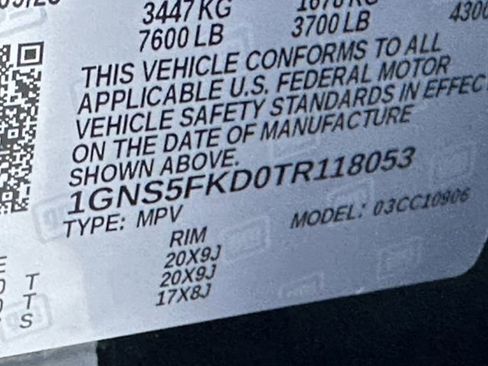 3447 KG
7600 LB 3700 LB
THIS VEHICLE CONFORMS TO ALL
APPLICABLE U.S. FEDERAL MOTOR
VEHICLE SAFETY STANDARDS IN EFFEC
ON THE DATE OF MANUFACTURE
SHOWN ABOVE.
1GNS5FKD0TR118053
TYPE: MPV MODEL: 03CC10906
RIM
T 20X9J
T 20X9J
S 17X8J